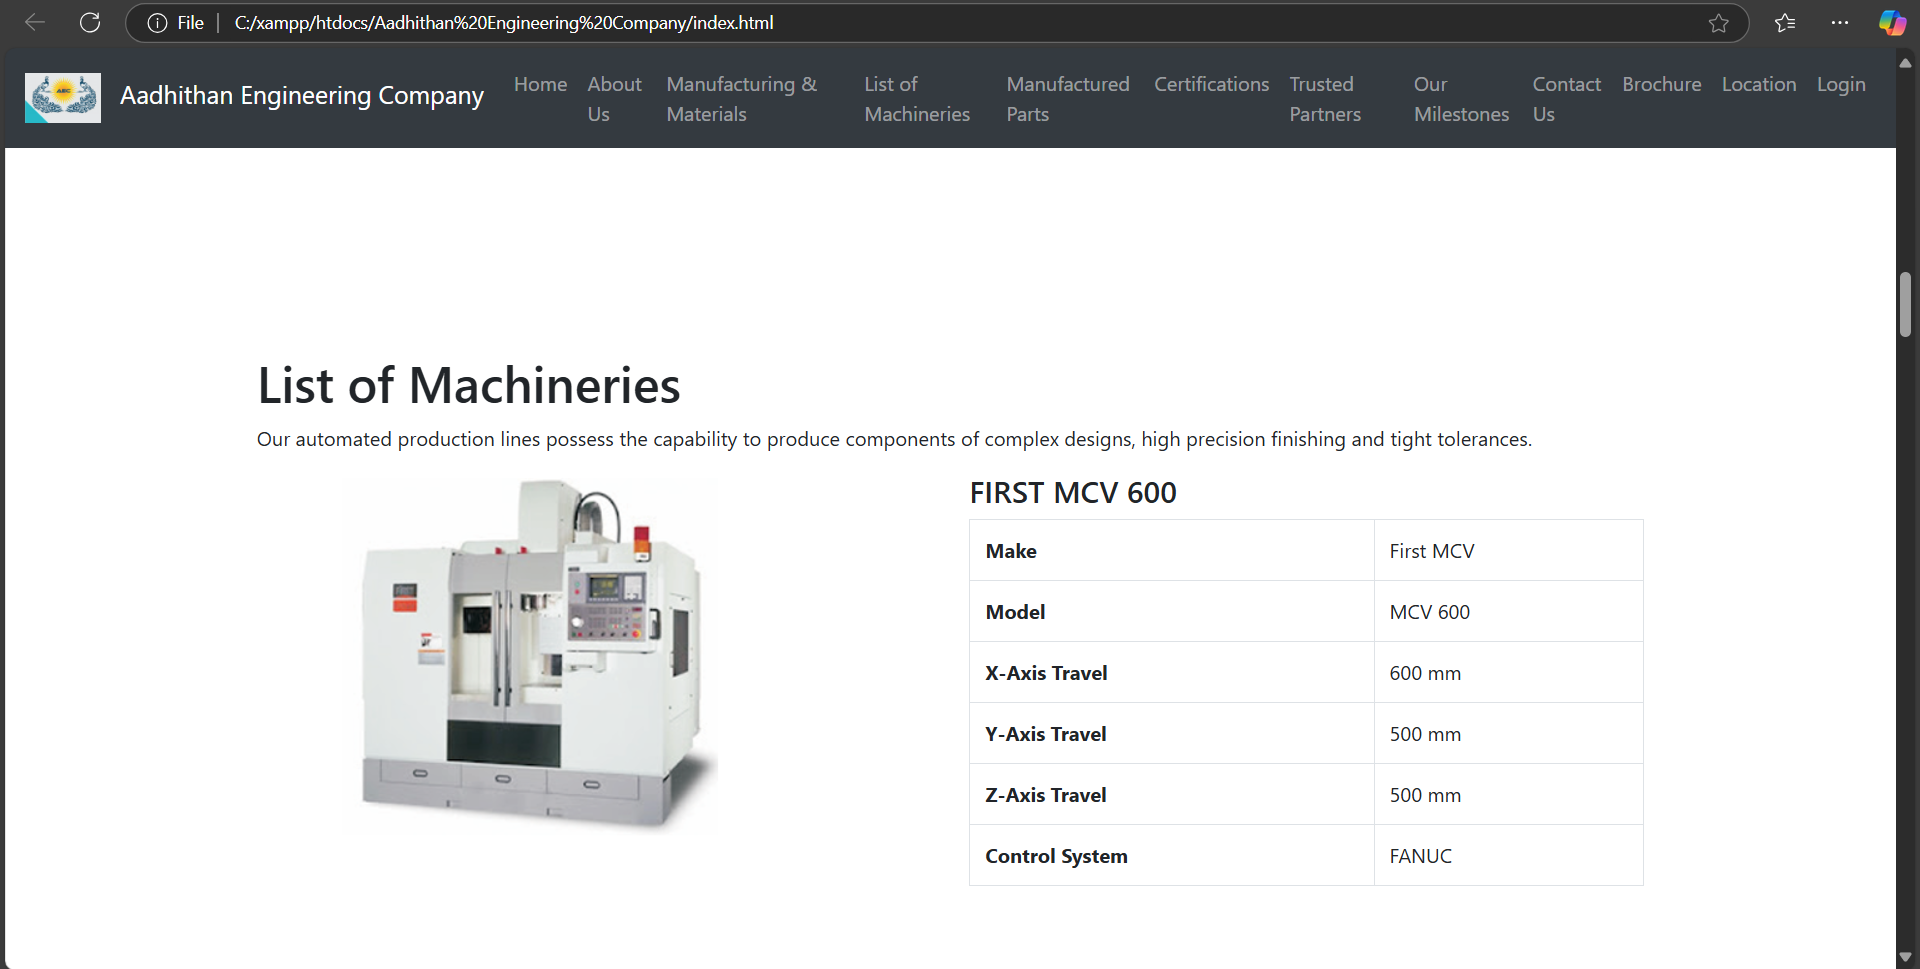 File
C:/xampp/htdocs/Aadhithan%20Engineering%20Company/index.html
AEC
Aadhithan Engineering Company
Home
About
Us
Manufacturing &
Materials
List of
Machineries
Manufactured
Parts
Certifications
Trusted
Partners
Our
Milestones
Contact
Us
Brochure
Location
Login
List of Machineries
Our automated production lines possess the capability to produce components of complex designs, high precision finishing and tight tolerances.
FIRST MCV 600
Make First MCV
Model MCV 600
X-Axis Travel 600 mm
Y-Axis Travel 500 mm
Z-Axis Travel 500 mm
Control System FANUC